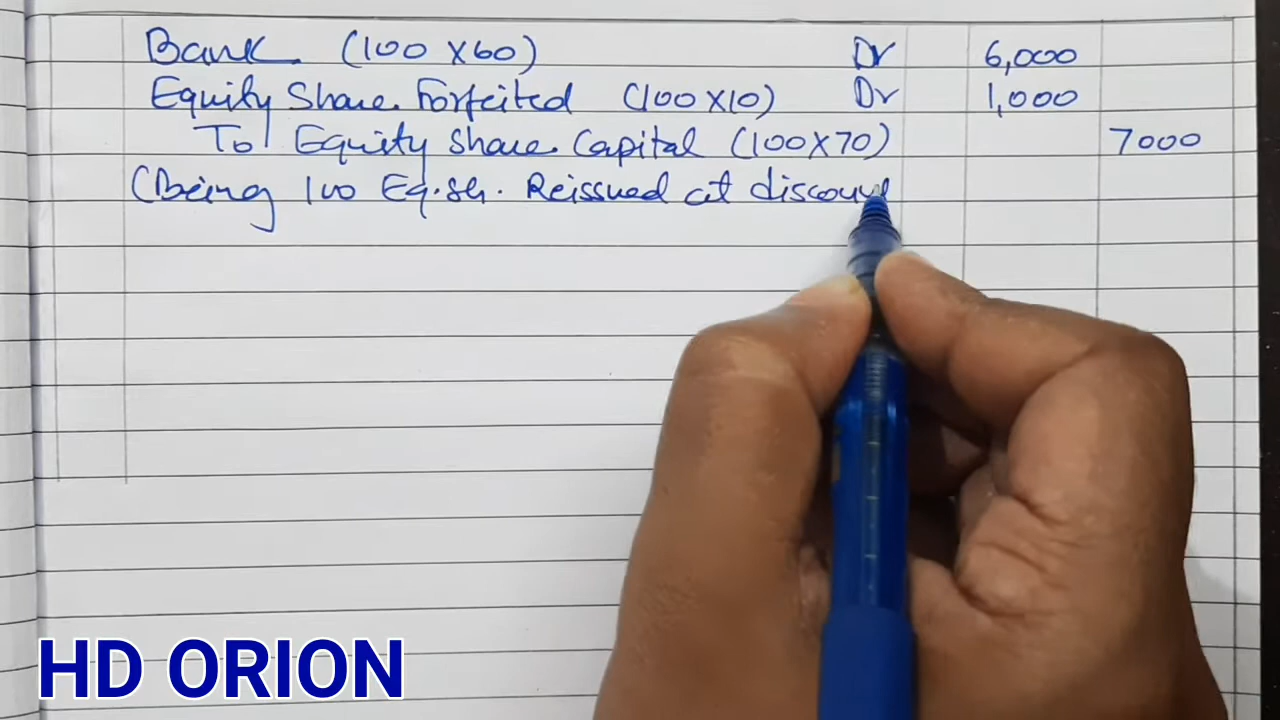 Bank. (100 X 60) Dr 6,000
Equity Share Forfeited (100 X 10) Dr 1,000
To Equity Share Capital (100 X 70) 7000
(Being 100 Eq. sh. Reissued at discount
HD ORION